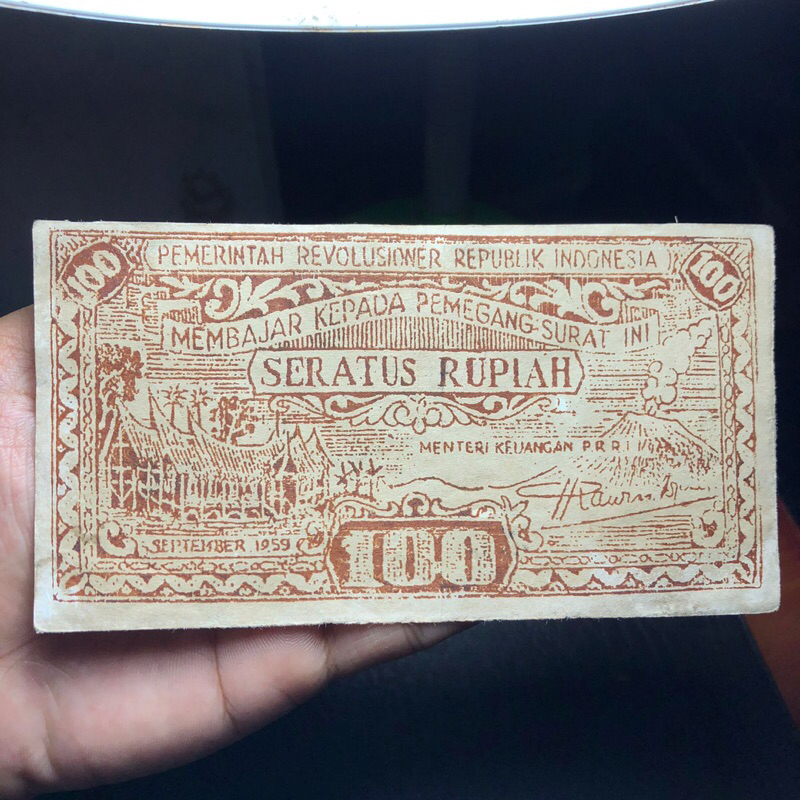 100
PEMERINTAH REVOLUSIONER REPUBLIK INDONESIA
100
MEMBAJAR KEPADA PEMEGANG SURAT INI
SERATUS RUPIAH
MENTERI KEUANGAN P R R I
SEPTEMBER 1959
100